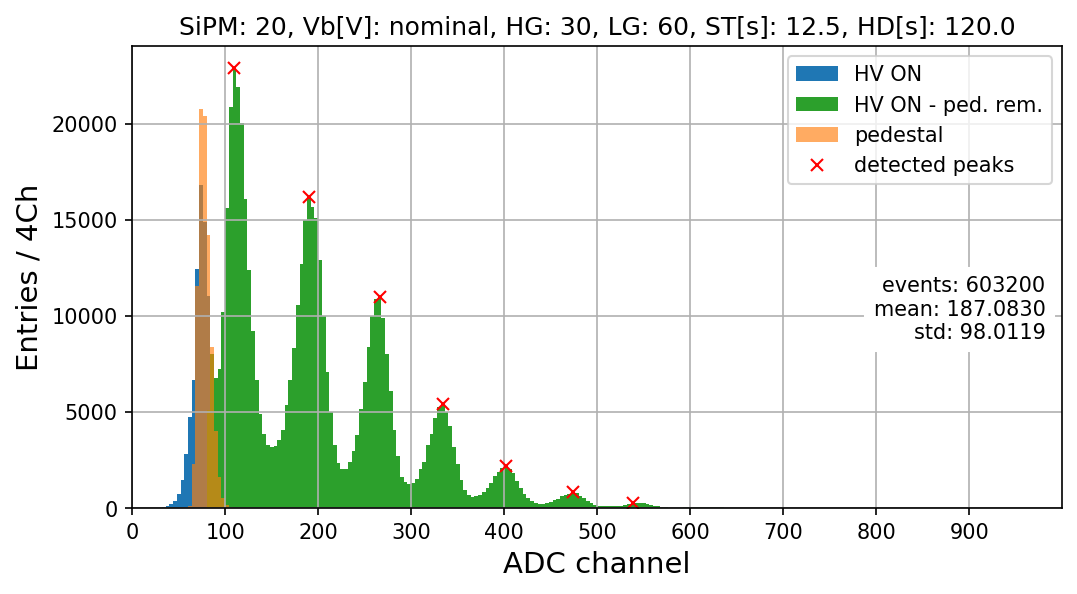 SiPM: 20, Vb[V]: nominal, HG: 30, LG: 60, ST[s]: 12.5, HD[s]: 120.0
HV ON
HV ON - ped. rem.
pedestal
detected peaks
events: 603200
mean: 187.0830
std: 98.0119
Entries / 4Ch
20000
15000
10000
5000
0
0 100 200 300 400 500 600 700 800 900
ADC channel